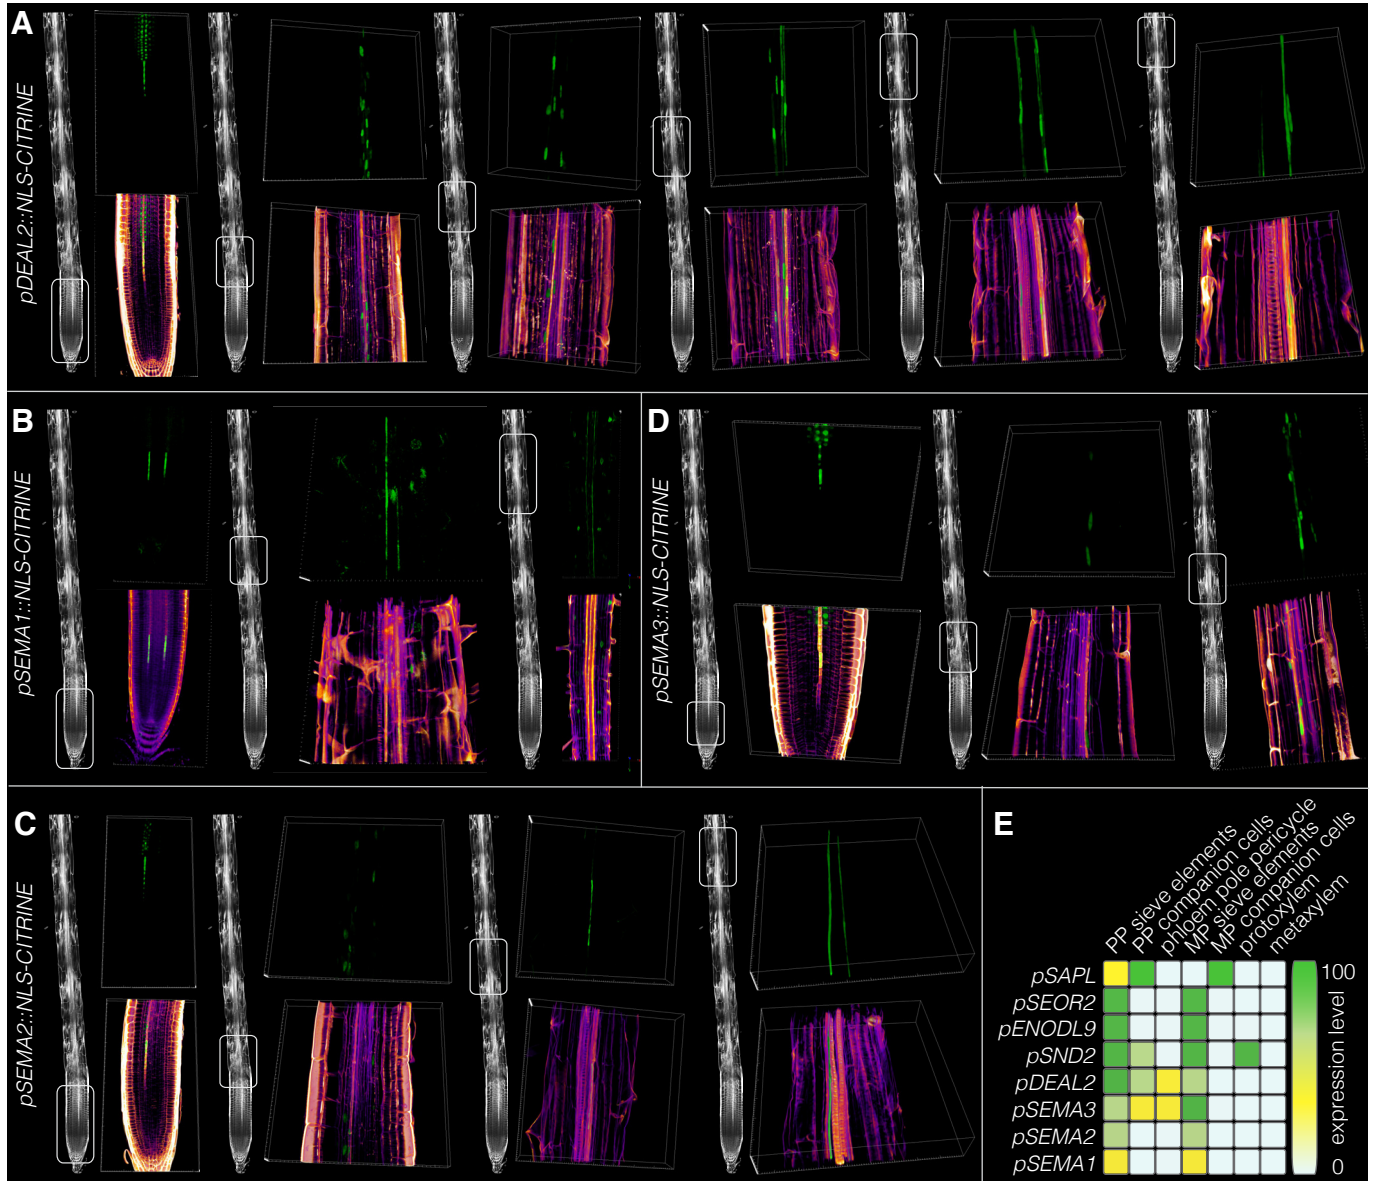 A
pDEAL2::NLS-CITRINE
B
pSEMA1::NLS-CITRINE
D
pSEMA3::NLS-CITRINE
C
pSEMA2::NLS-CITRINE
E
PP sieve elements
PP companion cells
phloem pole pericycle
MP sieve elements
MP companion cells
protoxylem
metaxylem
pSAPL
pSEOR2
pENODL9
pSND2
pDEAL2
pSEMA3
pSEMA2
pSEMA1
100
expression level
0